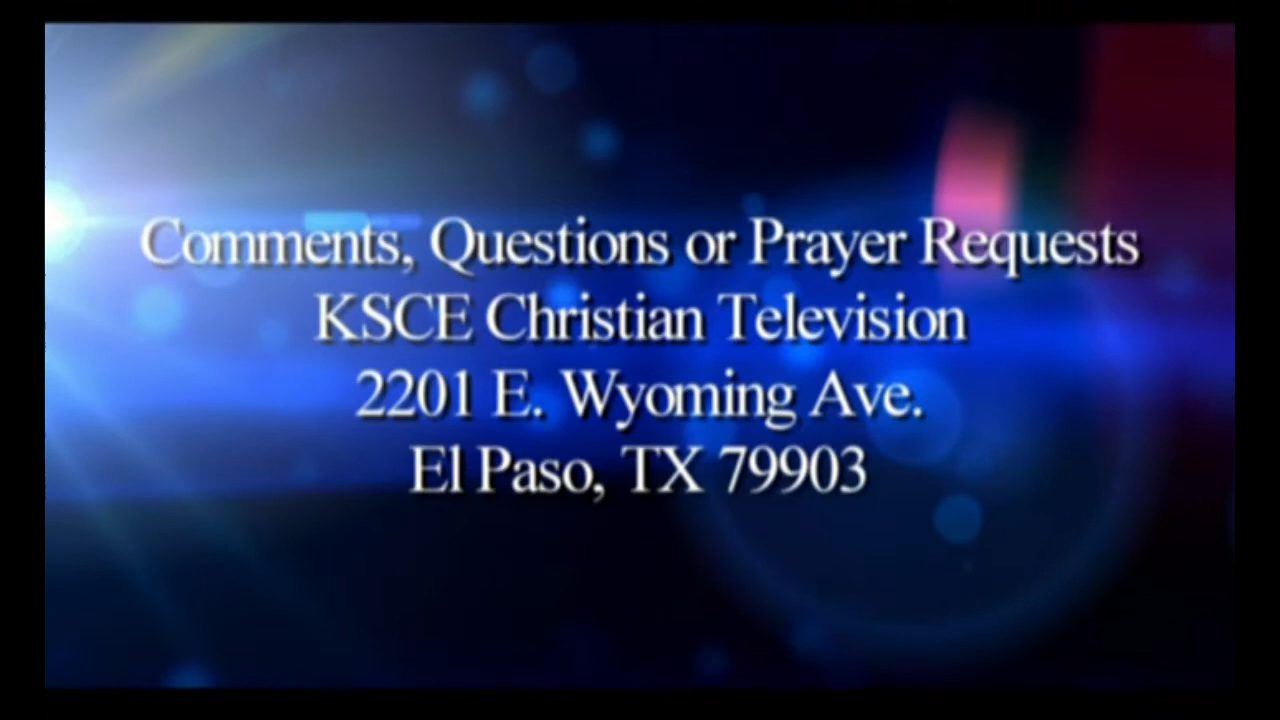 Comments, Questions or Prayer Requests
KSCE Christian Television
2201 E. Wyoming Ave.
El Paso, TX 79903